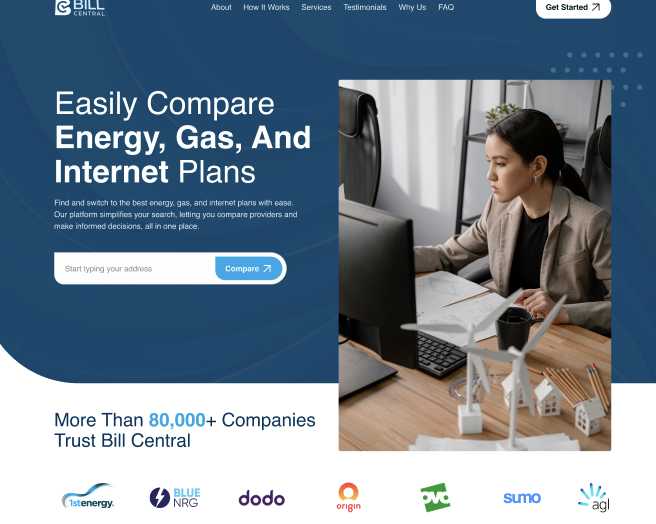 BILL
CENTRAL
About How It Works Services Testimonials Why Us FAQ
Get Started
Easily Compare
Energy, Gas, And
Internet Plans
Find and switch to the best energy, gas, and internet plans with ease.
Our platform simplifies your search, letting you compare providers and
make informed decisions, all in one place.
Start typing your address
Compare
More Than 80,000+ Companies
Trust Bill Central
1stenergy.
BLUE
NRG
dodo
origin
ovo
sumo
agl